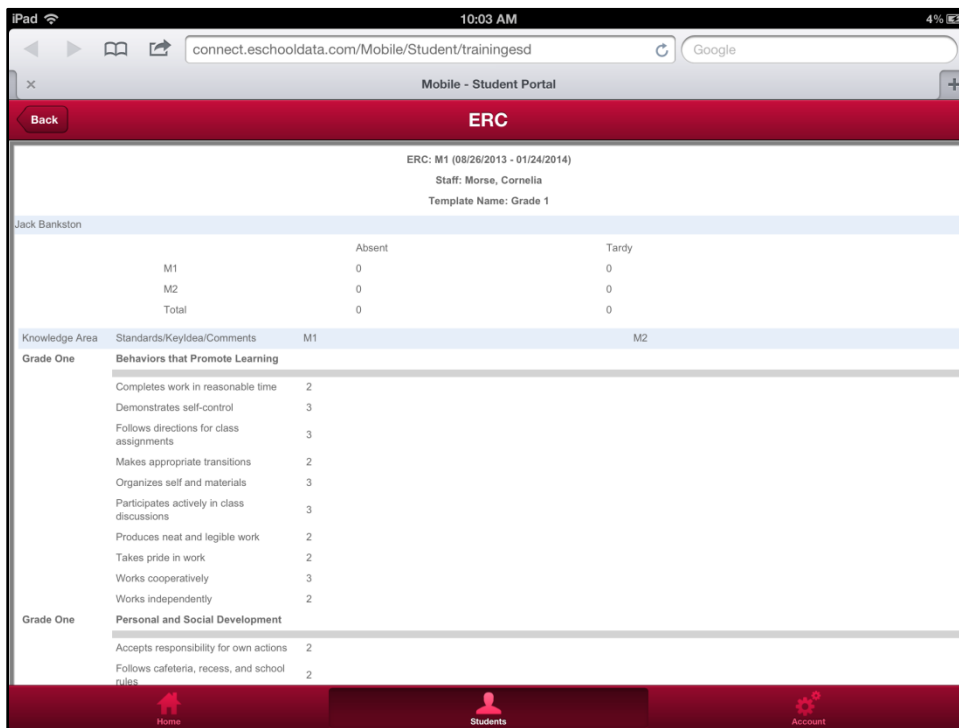 iPad 10:03 AM 4%
connect.eschooldata.com/Mobile/Student/trainingesd Google
Mobile - Student Portal
Back ERC
ERC: M1 (08/26/2013 - 01/24/2014)
Staff: Morse, Cornelia
Template Name: Grade 1
Jack Bankston
Absent Tardy
M1 0 0
M2 0 0
Total 0 0
Knowledge Area Standards/KeyIdea/Comments M1 M2
Grade One Behaviors that Promote Learning
Completes work in reasonable time 2
Demonstrates self-control 3
Follows directions for class
assignments 3
Makes appropriate transitions 2
Organizes self and materials 3
Participates actively in class
discussions 3
Produces neat and legible work 2
Takes pride in work 2
Works cooperatively 3
Works independently 2
Grade One Personal and Social Development
Accepts responsibility for own actions 2
Follows cafeteria, recess, and school
rules 2
Home Students Account